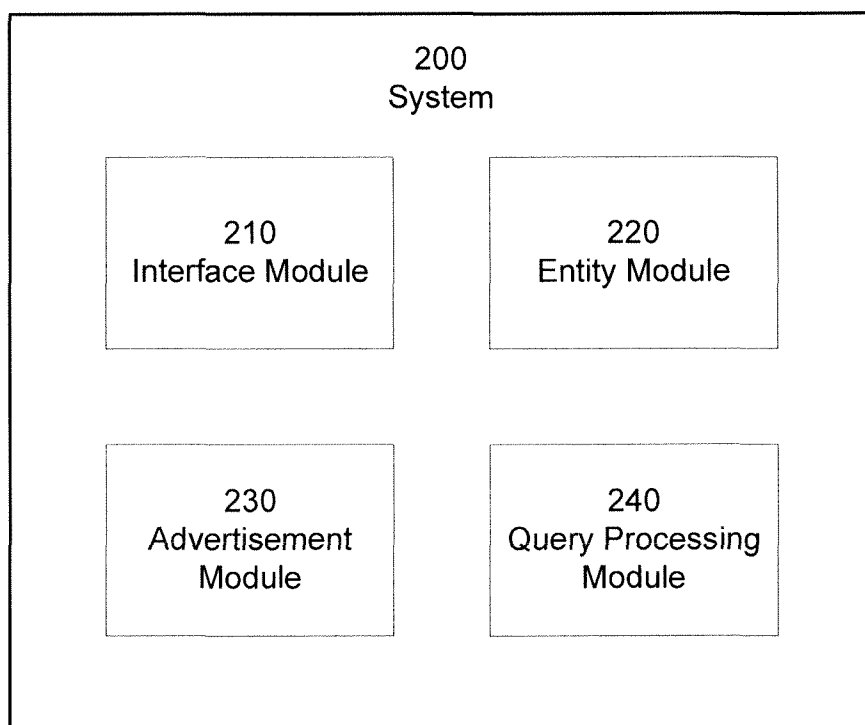 200
System
210
Interface Module
220
Entity Module
230
Advertisement
Module
240
Query Processing
Module